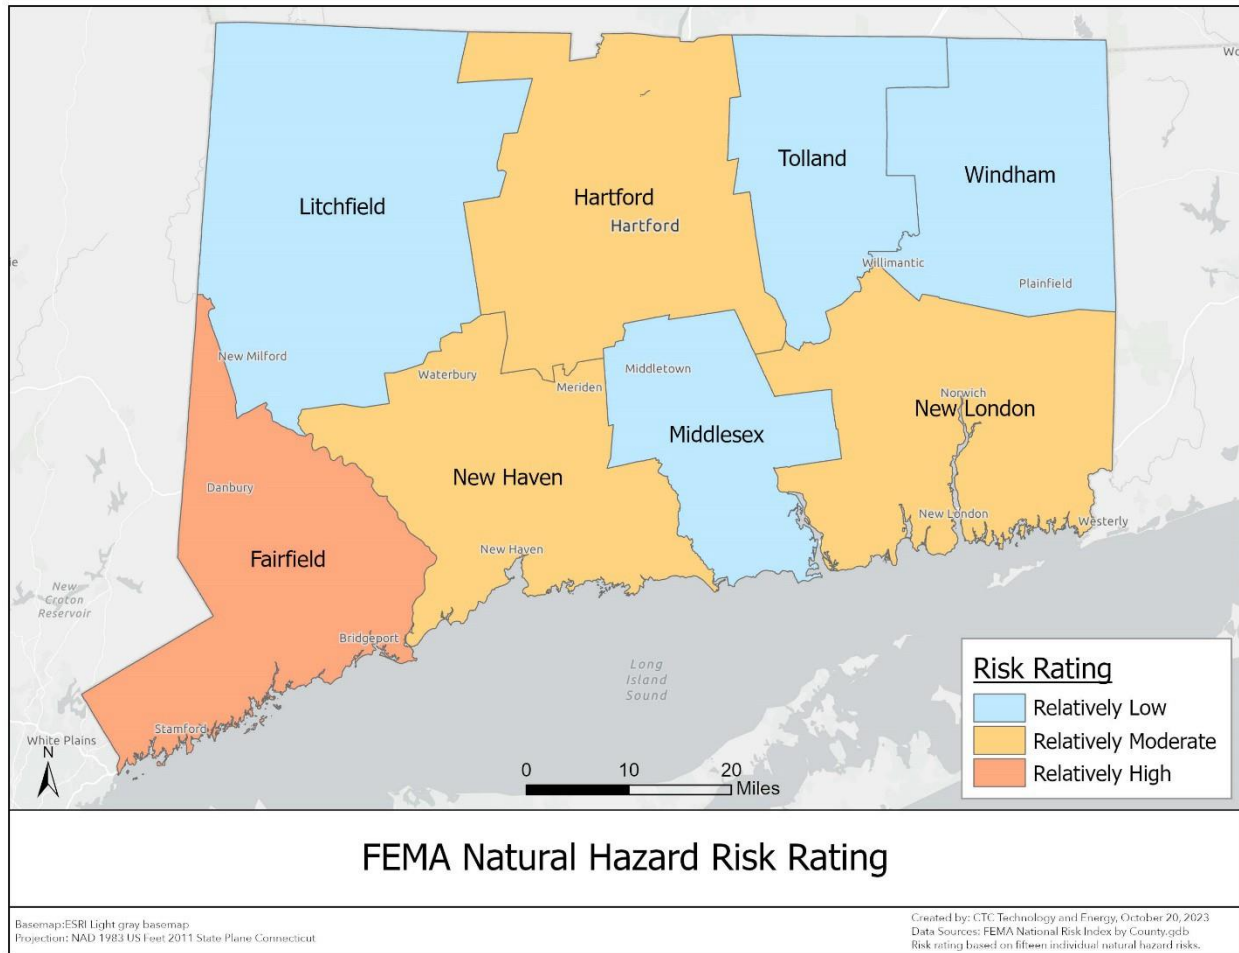 Wo
Tolland
Windham
Litchfield
Hartford
Hartford
ie
Willimantic
Plainfield
New Milford
Waterbury
Meriden
Middletown
Norwich
New London
Middlesex
New Haven
Danbury
New London
Westerly
New Haven
Fairfield
New
Croton
Reservoir
Bridgeport
Long
Island
Sound
Stamford
White Plains
N
0 10 20
Miles
Risk Rating
Relatively Low
Relatively Moderate
Relatively High
FEMA Natural Hazard Risk Rating
Basemap:ESRI Light gray basemap
Projection: NAD 1983 US Feet 2011 State Plane Connecticut
Created by: CTC Technology and Energy, October 20, 2023
Data Sources: FEMA National Risk Index by County.gdb
Risk rating based on fifteen individual natural hazard risks.